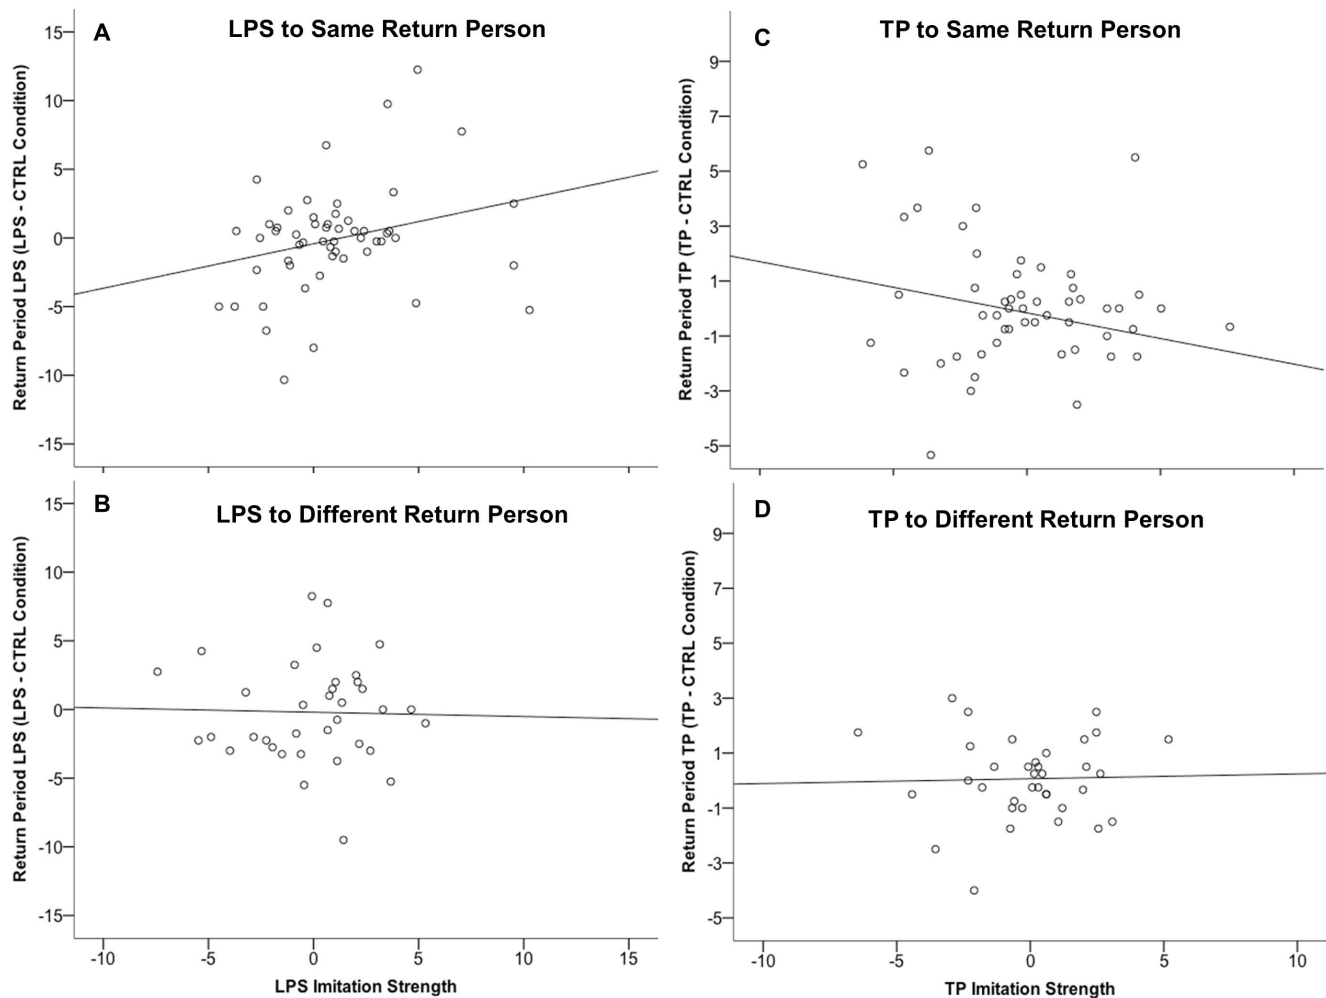 A
LPS to Same Return Person
Return Period LPS (LPS - CTRL Condition)
15
10
5
0
-5
-10
-15
C
TP to Same Return Person
Return Period TP (TP - CTRL Condition)
9
7
5
3
1
-1
-3
-5
B
LPS to Different Return Person
Return Period LPS (LPS - CTRL Condition)
15
10
5
0
-5
-10
-15
-10 -5 0 5 10 15
LPS Imitation Strength
D
TP to Different Return Person
Return Period TP (TP - CTRL Condition)
9
7
5
3
1
-1
-3
-5
-10 -5 0 5 10
TP Imitation Strength